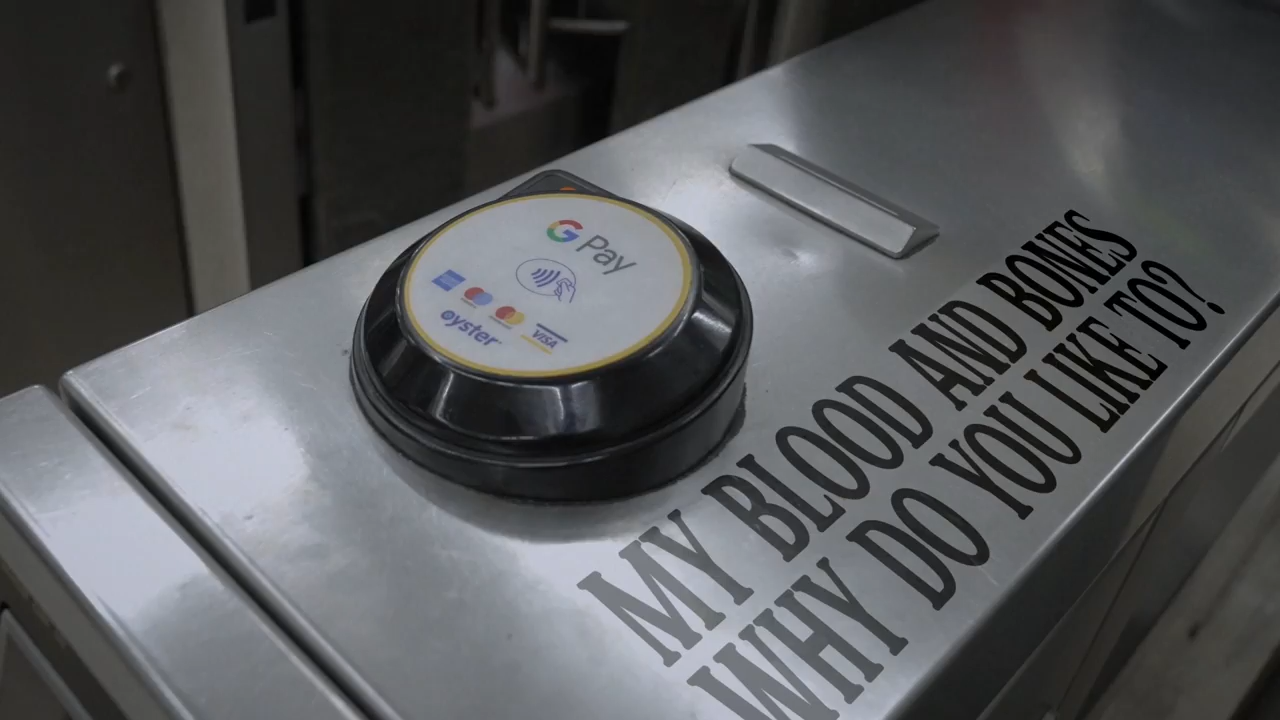 G Pay
oyster
VISA
MY BLOOD AND BONES
WHY DO YOU LIKE TO?